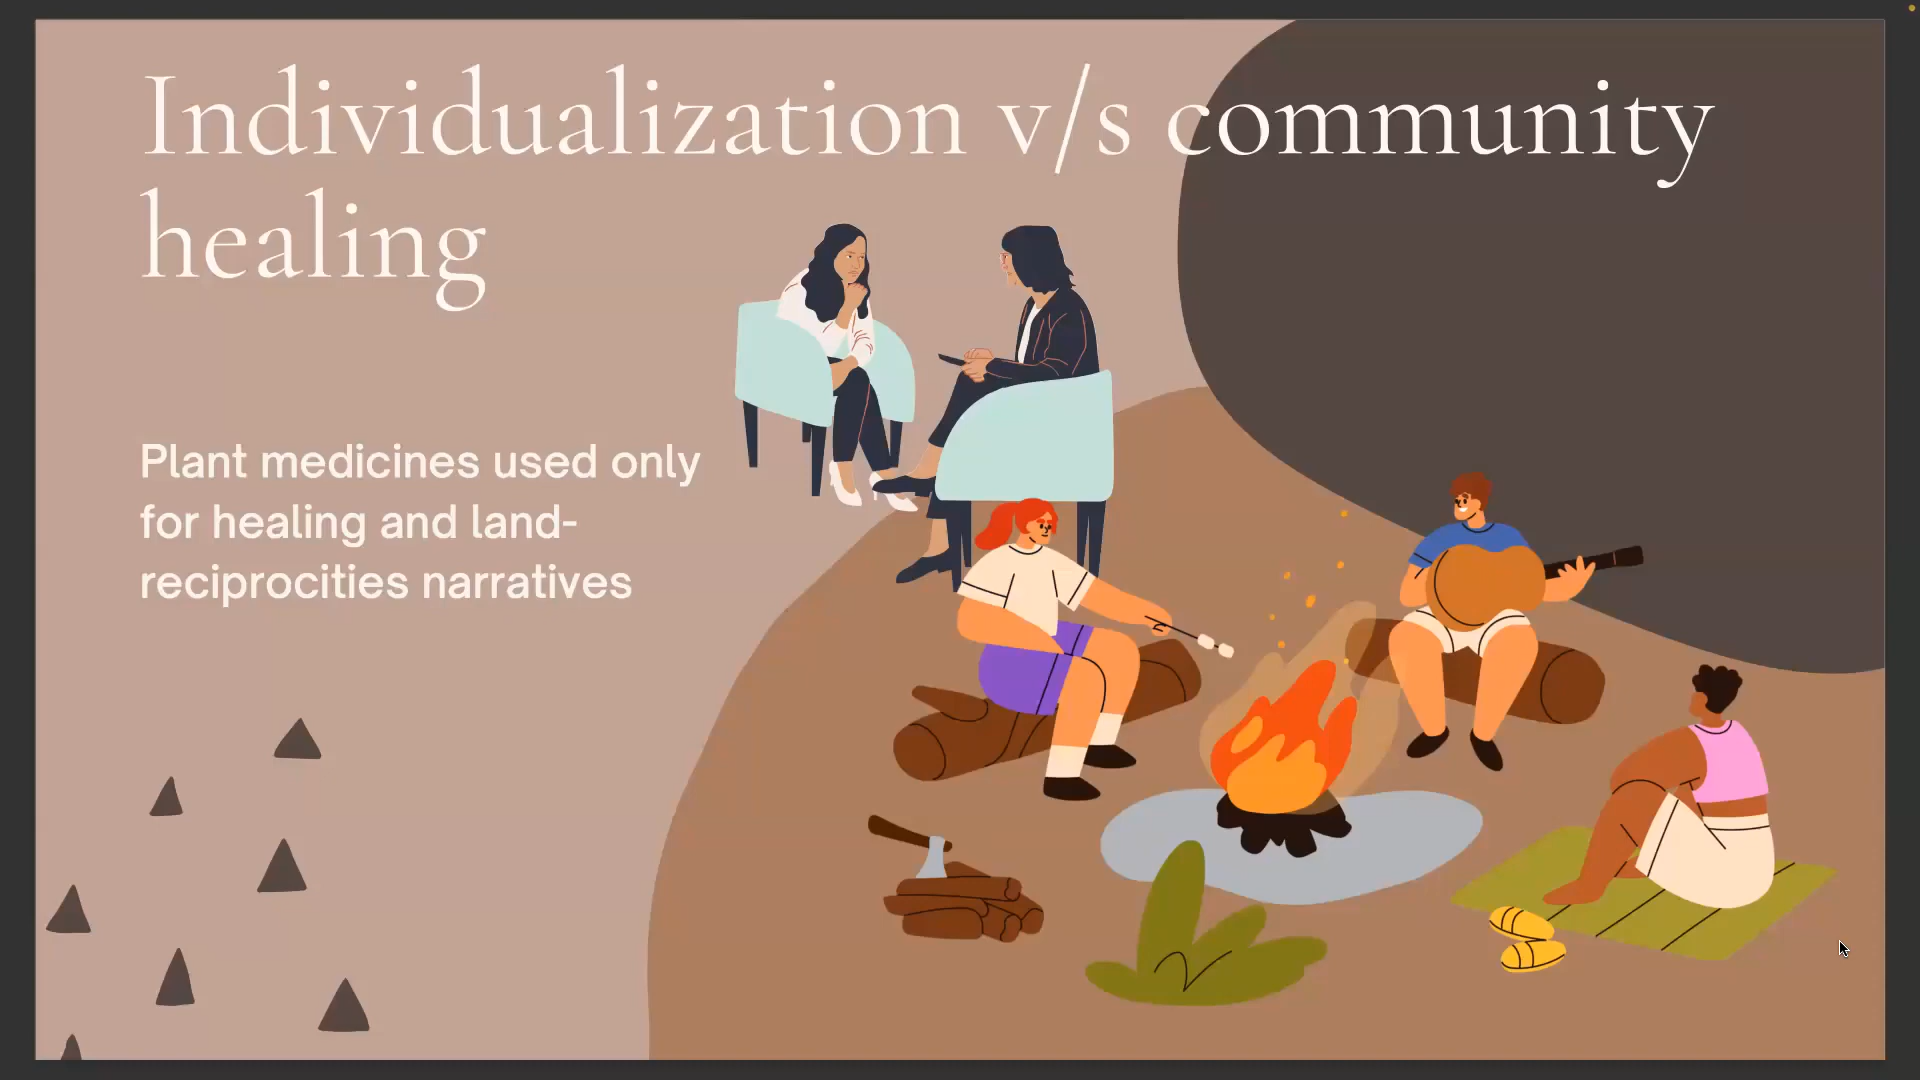 Individualization v/s community
healing
Plant medicines used only
for healing and land-
reciprocities narratives